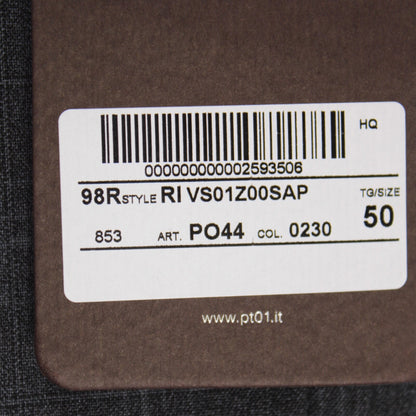 HQ
000000000002593506
98R STYLE RI VS01Z00SAP TG/SIZE
50
853 ART. PO44 COL. 0230
www.pt01.it